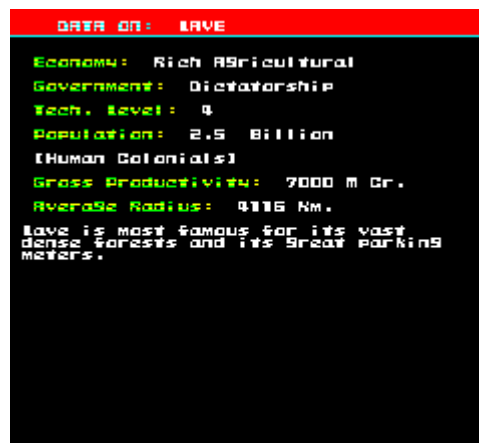 DATA ON: LAVE
Economy: Rich Agricultural
Government: Dictatorship
Tech. Level: 4
Population: 2.5 Billion
(Human Colonials)
Gross Productivity: 7000 M Cr.
Average Radius: 4116 Km.
Lave is most famous for its vast
dense forests and its great parking
meters.